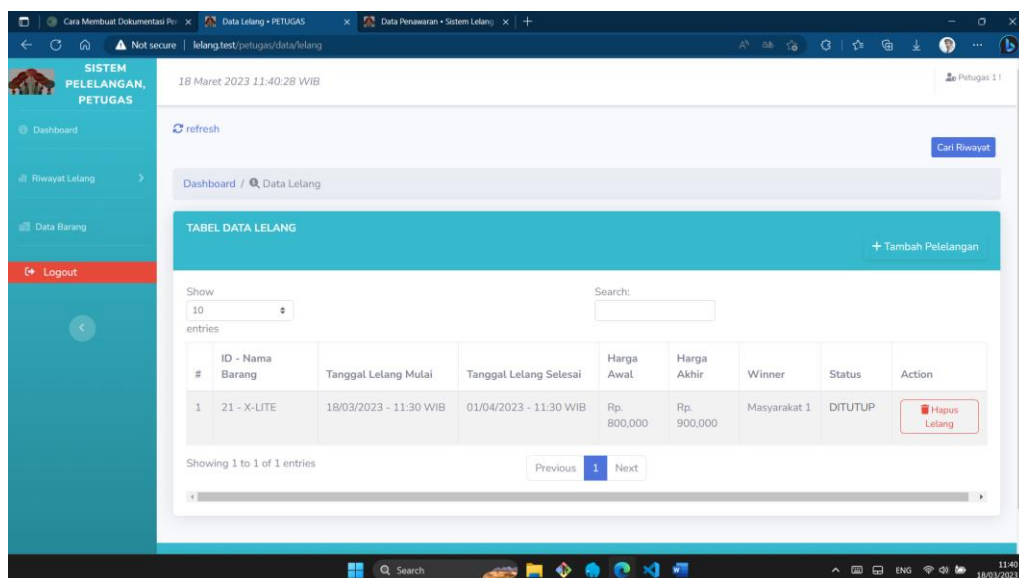 Cara Membuat Dokumentasi Per
Data Lelang • PETUGAS
Data Penawaran • Sistem Lelang
Not secure
lelang.test/petugas/data/lelang
SISTEM
PELELANGAN,
PETUGAS
18 Maret 2023 11:40:28 WIB
Petugas 1 !
Dashboard
Riwayat Lelang
Data Barang
Logout
refresh
Cari Riwayat
Dashboard / Data Lelang
TABEL DATA LELANG
+ Tambah Pelelangan
Show
10
entries
Search:
# ID - Nama Barang Tanggal Lelang Mulai Tanggal Lelang Selesai Harga Awal Harga Akhir Winner Status Action
1 21 - X-LITE 18/03/2023 - 11:30 WIB 01/04/2023 - 11:30 WIB Rp. 800,000 Rp. 900,000 Masyarakat 1 DITUTUP Hapus Lelang
Showing 1 to 1 of 1 entries
Previous 1 Next
Search
ENG
11:40
18/03/2023